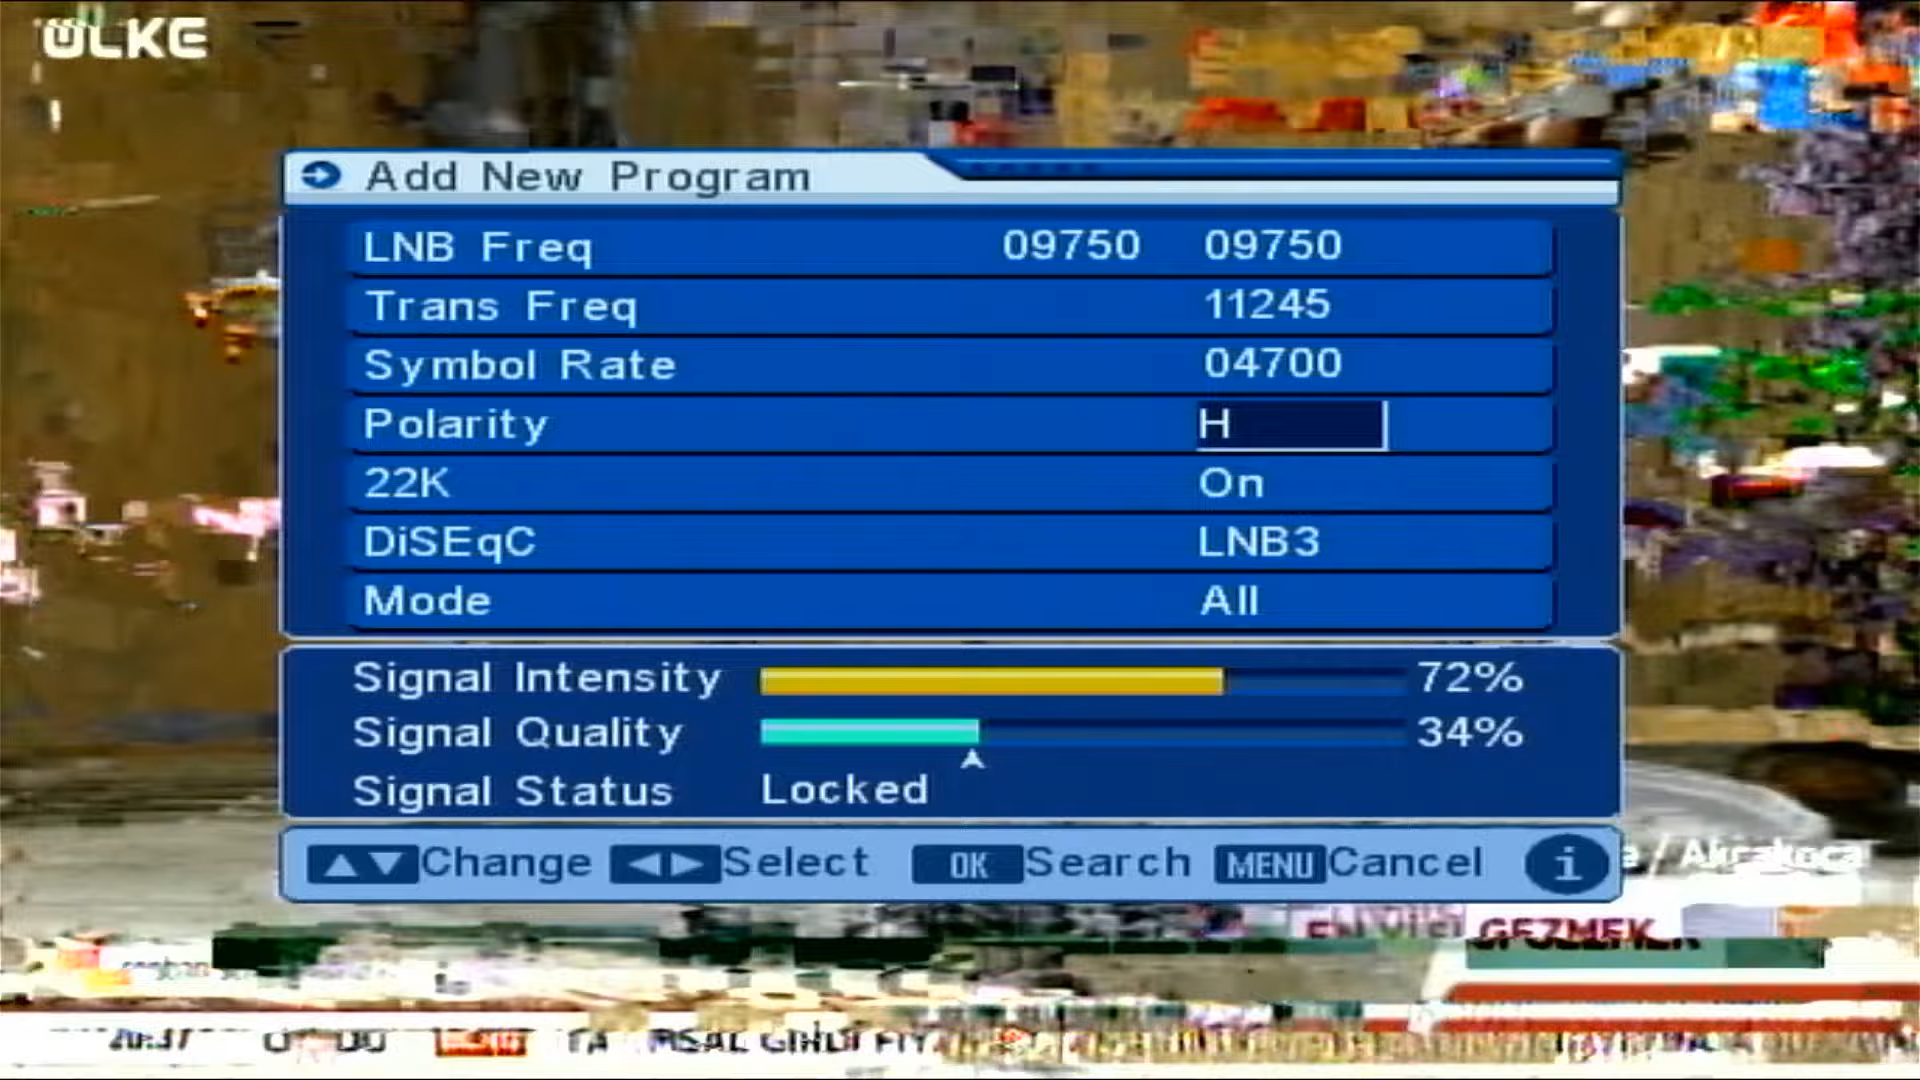 ÜLKE
Add New Program
LNB Freq 09750 09750
Trans Freq 11245
Symbol Rate 04700
Polarity H
22K On
DiSEqC LNB3
Mode All
Signal Intensity 72%
Signal Quality 34%
Signal Status Locked
Change Select OK Search MENU Cancel i
/ Akçakoca
GEZMEK